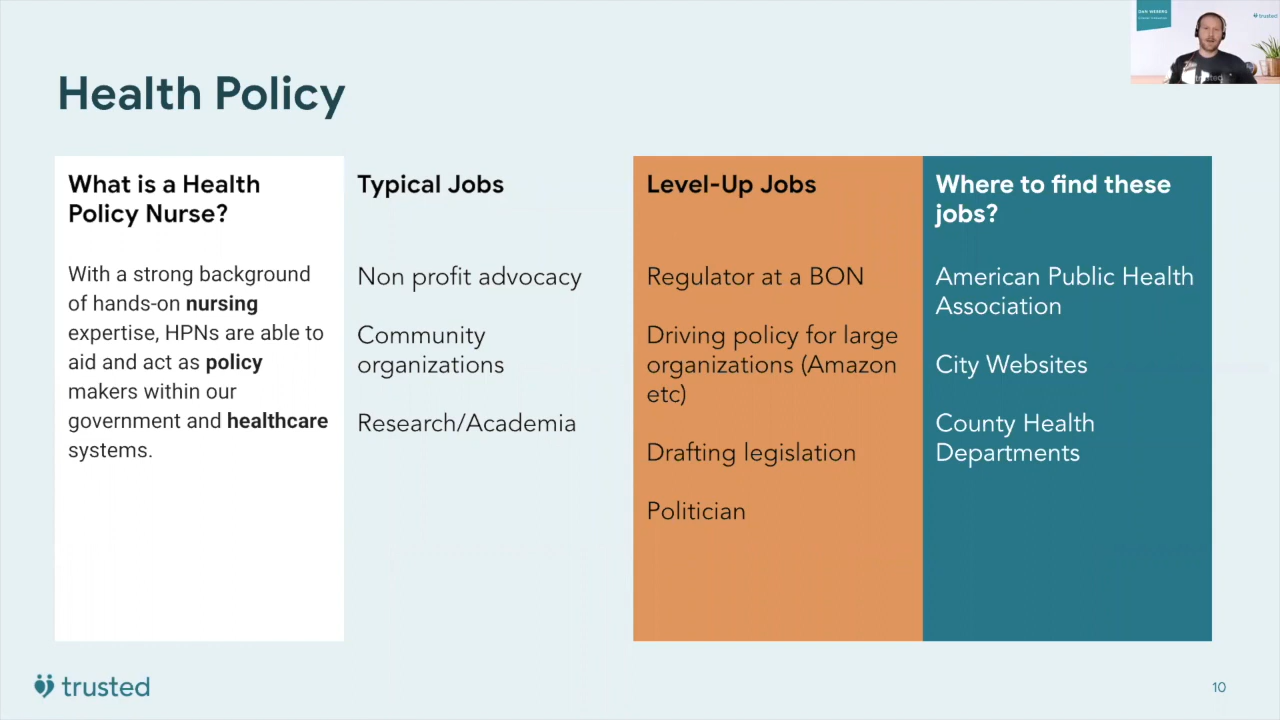 Health Policy
What is a Health
Policy Nurse?
With a strong background
of hands-on nursing
expertise, HPNs are able to
aid and act as policy
makers within our
government and healthcare
systems.
Typical Jobs
Non profit advocacy
Community
organizations
Research/Academia
Level-Up Jobs
Regulator at a BON
Driving policy for large
organizations (Amazon
etc)
Drafting legislation
Politician
Where to find these
jobs?
American Public Health
Association
City Websites
County Health
Departments
trusted
10
trusted
trusted